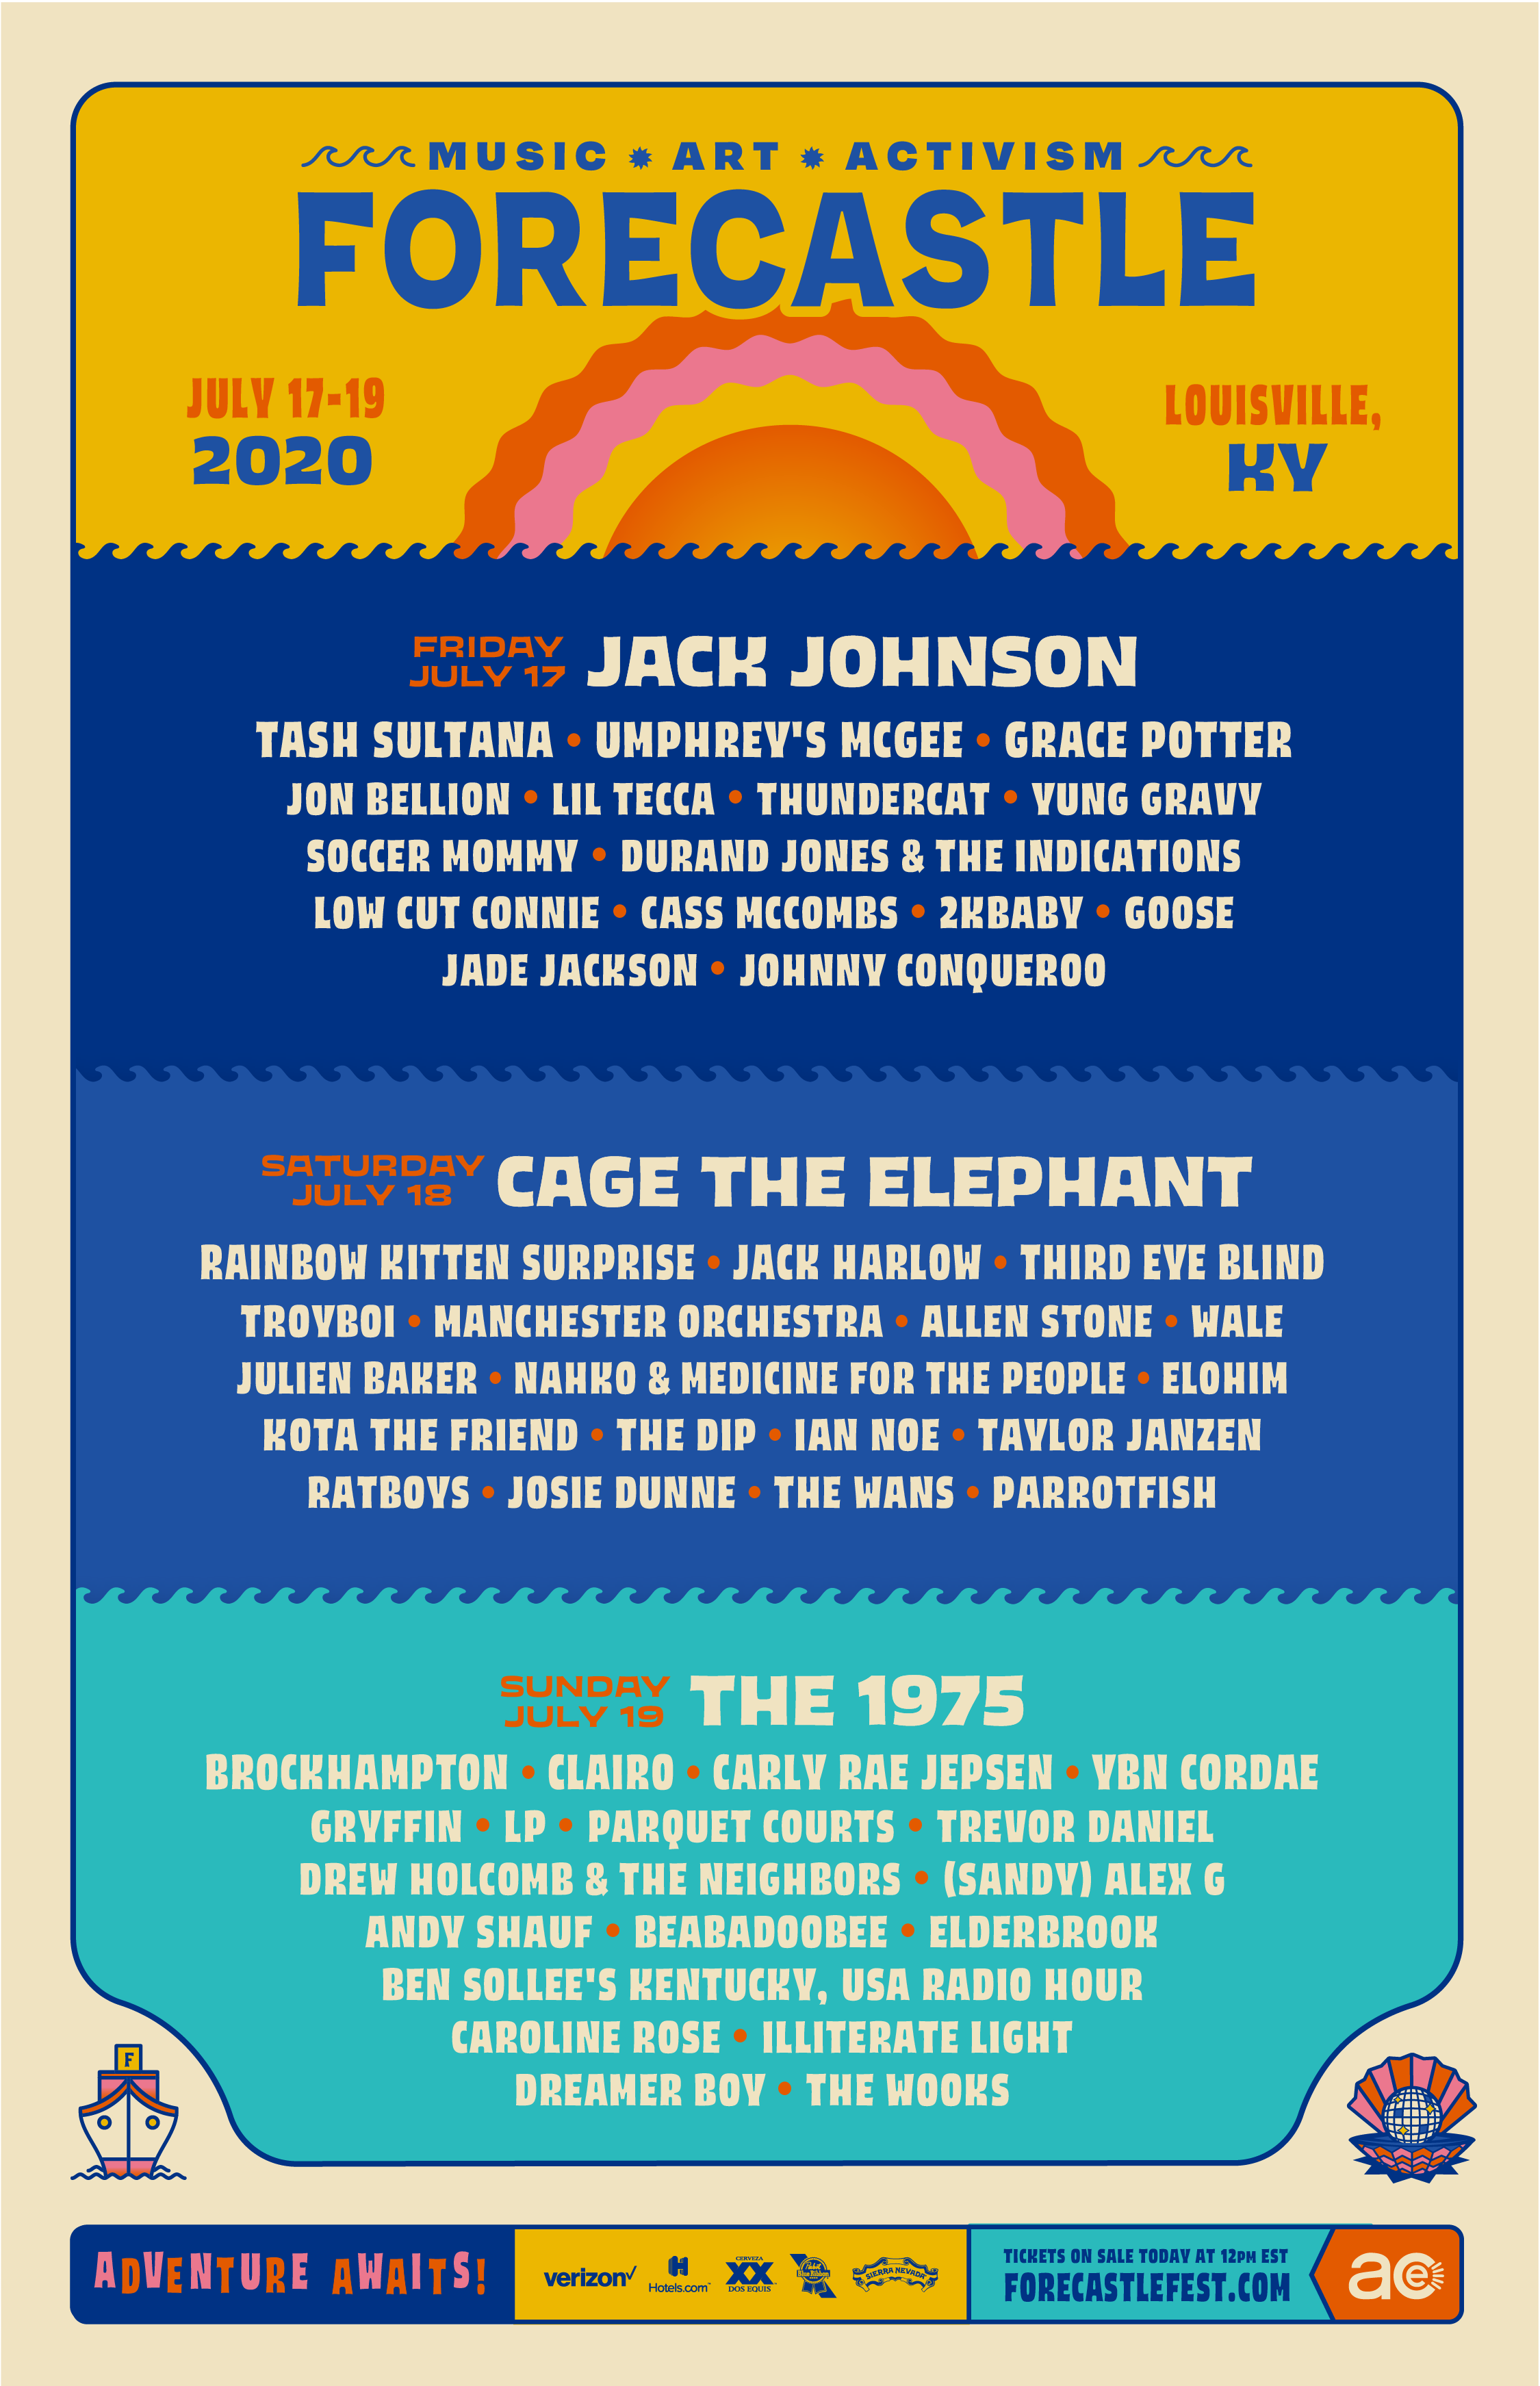 MUSIC ART ACTIVISM
FORECASTLE
JULY 17-19
2020
LOUISVILLE,
KY
FRIDAY
JULY 17
JACK JOHNSON
TASH SULTANA • UMPHREY'S MCGEE • GRACE POTTER
JON BELLION • LIL TECCA • THUNDERCAT • YUNG GRAVY
SOCCER MOMMY • DURAND JONES & THE INDICATIONS
LOW CUT CONNIE • CASS MCCOMBS • 2KBABY • GOOSE
JADE JACKSON • JOHNNY CONQUEROO
SATURDAY
JULY 18
CAGE THE ELEPHANT
RAINBOW KITTEN SURPRISE • JACK HARLOW • THIRD EYE BLIND
TROYBOI • MANCHESTER ORCHESTRA • ALLEN STONE • WALE
JULIEN BAKER • NAHKO & MEDICINE FOR THE PEOPLE • ELOHIM
KOTA THE FRIEND • THE DIP • IAN NOE • TAYLOR JANZEN
RATBOYS • JOSIE DUNNE • THE WANS • PARROTFISH
SUNDAY
JULY 19
THE 1975
BROCKHAMPTON • CLAIRO • CARLY RAE JEPSEN • YBN CORDAE
GRYFFIN • LP • PARQUET COURTS • TREVOR DANIEL
DREW HOLCOMB & THE NEIGHBORS • (SANDY) ALEX G
ANDY SHAUF • BEABADOOBEE • ELDERBROOK
BEN SOLLEE'S KENTUCKY, USA RADIO HOUR
CAROLINE ROSE • ILLITERATE LIGHT
DREAMER BOY • THE WOOKS
F
ADVENTURE AWAITS!
verizon
H
Hotels.com
CERVEZA
XX
DOS EQUIS
Pabst
Blue Ribbon
SIERRA NEVADA
TICKETS ON SALE TODAY AT 12PM EST
FORECASTLEFEST.COM
ace